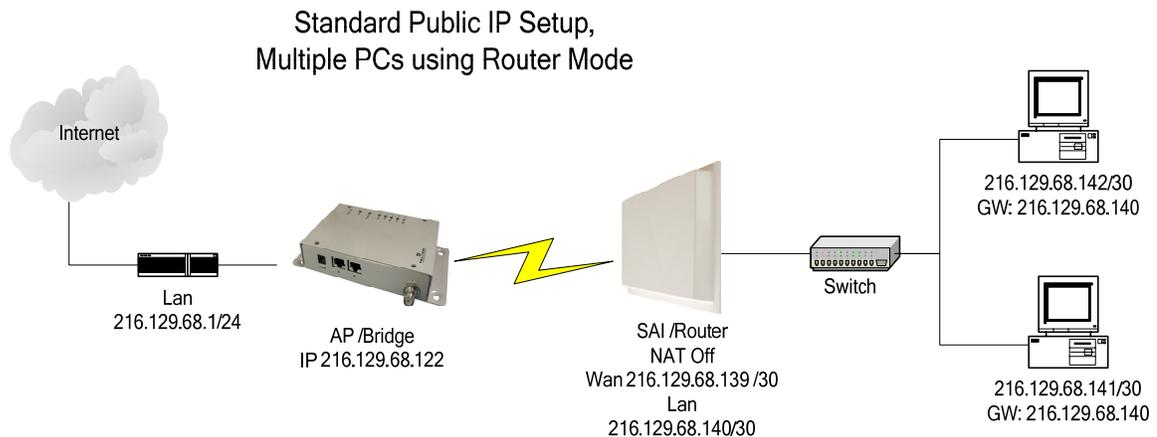 Standard Public IP Setup,
Multiple PCs using Router Mode
Internet
Lan
216.129.68.1/24
AP /Bridge
IP 216.129.68.122
SAI /Router
NAT Off
Wan 216.129.68.139 /30
Lan
216.129.68.140/30
Switch
216.129.68.142/30
GW: 216.129.68.140
216.129.68.141/30
GW: 216.129.68.140